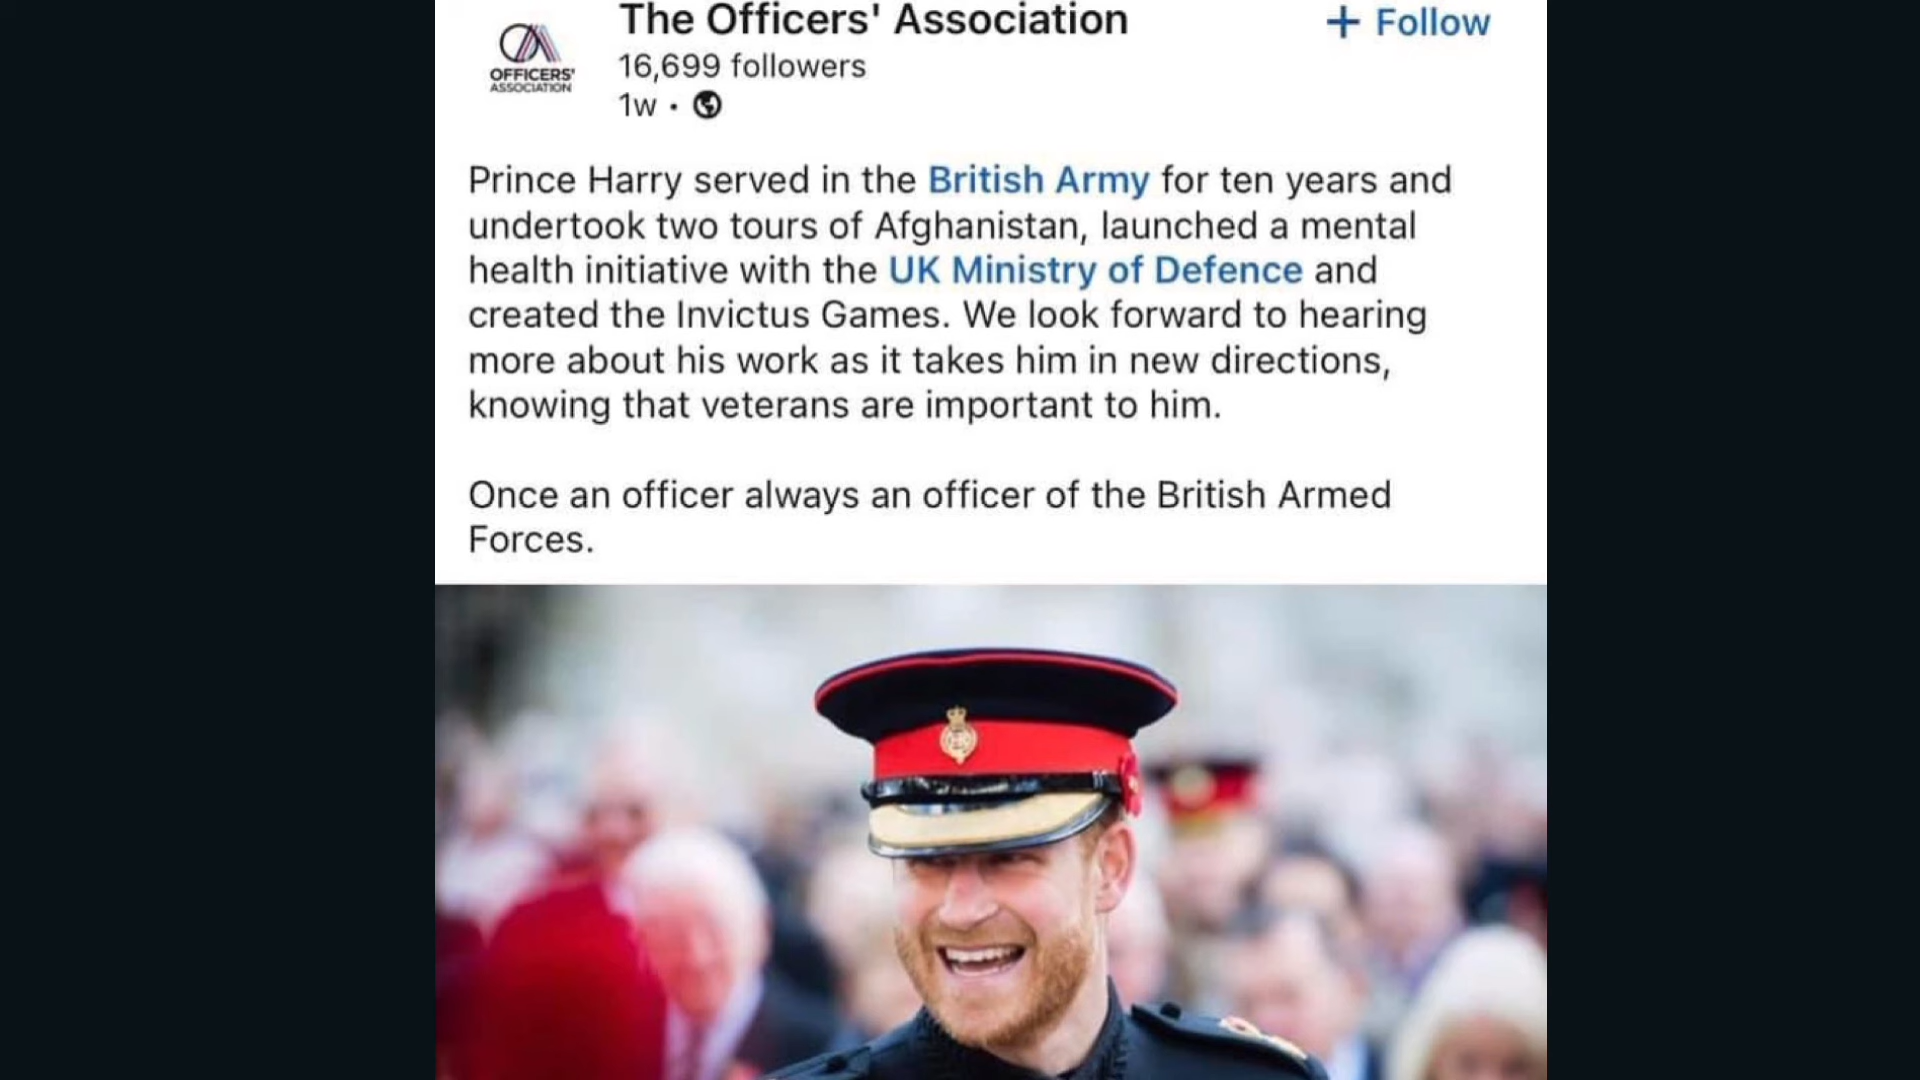 The Officers' Association
+ Follow
16,699 followers
1w •
OFFICERS'
ASSOCIATION
Prince Harry served in the British Army for ten years and
undertook two tours of Afghanistan, launched a mental
health initiative with the UK Ministry of Defence and
created the Invictus Games. We look forward to hearing
more about his work as it takes him in new directions,
knowing that veterans are important to him.
Once an officer always an officer of the British Armed
Forces.